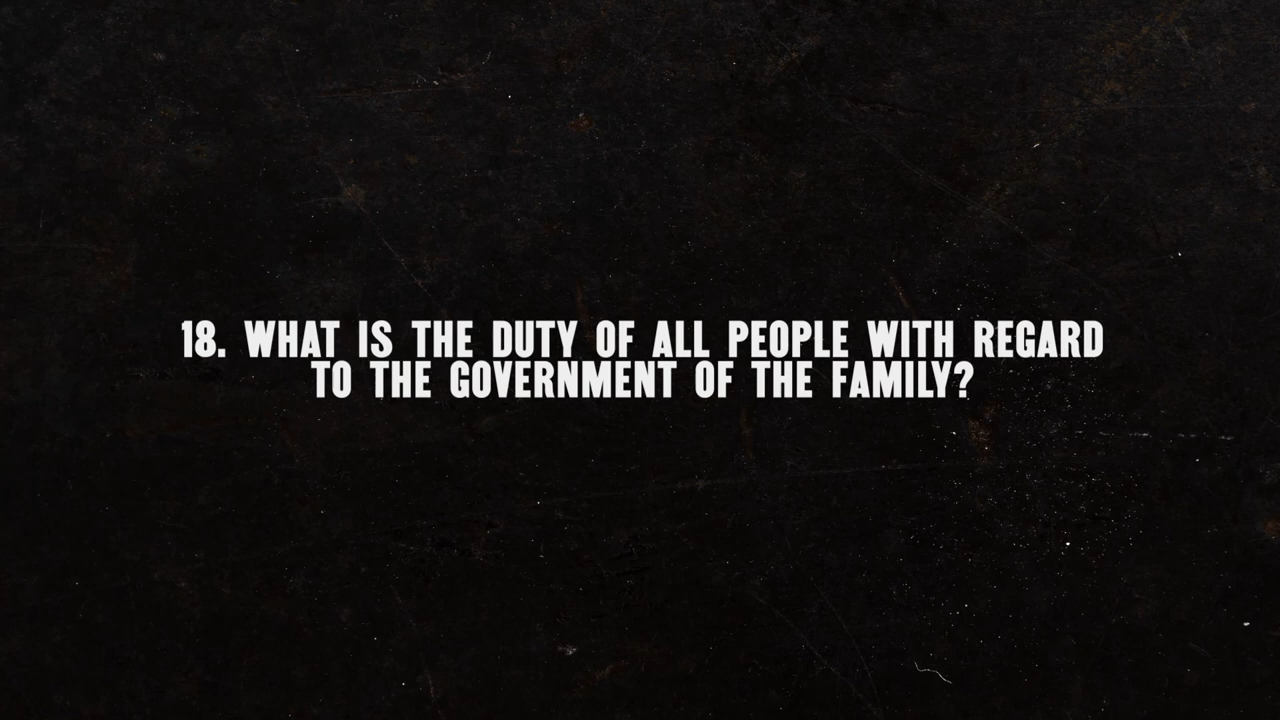 18. WHAT IS THE DUTY OF ALL PEOPLE WITH REGARD
TO THE GOVERNMENT OF THE FAMILY?